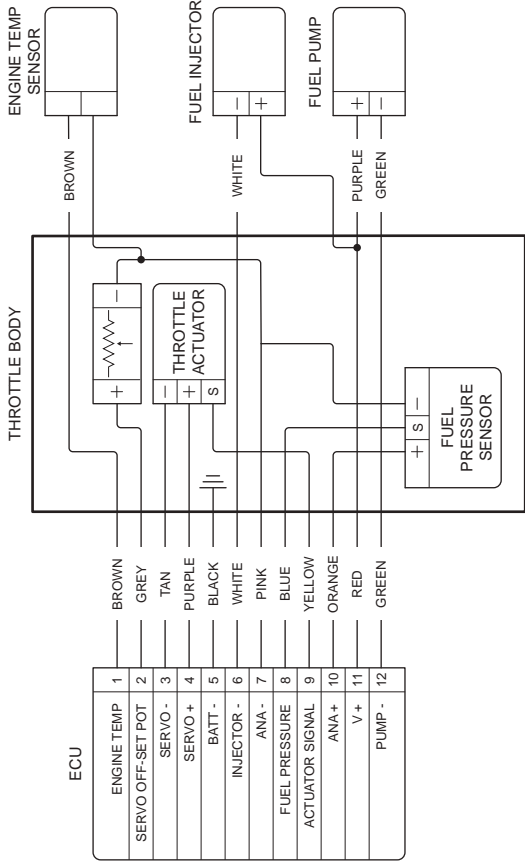 THROTTLE BODY
ECU
ENGINE TEMP 1
SERVO OFF-SET POT 2
SERVO - 3
SERVO + 4
BATT - 5
INJECTOR - 6
ANA - 7
FUEL PRESSURE 8
ACTUATOR SIGNAL 9
ANA + 10
V + 11
PUMP - 12
BROWN
GREY
TAN
PURPLE
BLACK
WHITE
PINK
BLUE
YELLOW
ORANGE
RED
GREEN
+ -
THROTTLE
ACTUATOR
-
+
S
FUEL
PRESSURE
SENSOR
+ S -
BROWN
WHITE
PURPLE
GREEN
ENGINE TEMP
SENSOR
FUEL INJECTOR
-
+
FUEL PUMP
+
-